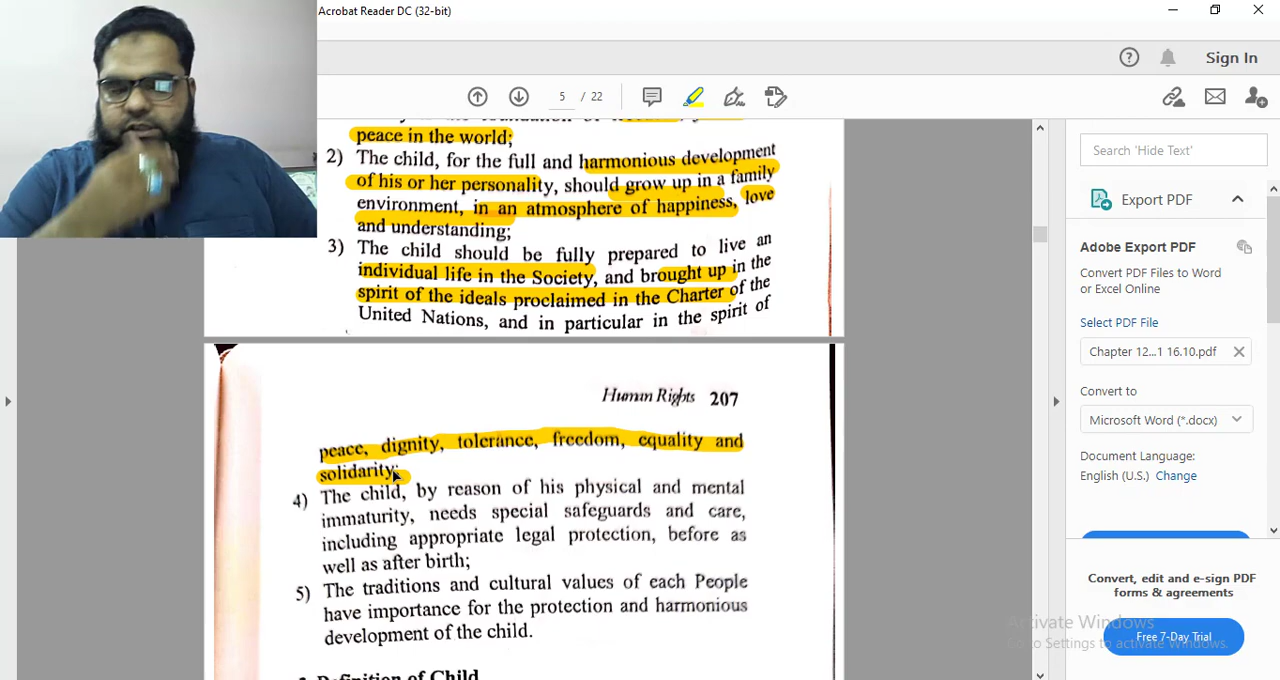 Acrobat Reader DC (32-bit)
Sign In
5 / 22
peace in the world;
2) The child, for the full and harmonious development
of his or her personality, should grow up in a family
environment, in an atmosphere of happiness, love
and understanding;
3) The child should be fully prepared to live an
individual life in the Society, and brought up in the
spirit of the ideals proclaimed in the Charter of the
United Nations, and in particular in the spirit of
Human Rights 207
peace, dignity, tolerance, freedom, equality and
solidarity;
4) The child, by reason of his physical and mental
immaturity, needs special safeguards and care,
including appropriate legal protection, before as
well as after birth;
5) The traditions and cultural values of each People
have importance for the protection and harmonious
development of the child.
Definition of Child
Search 'Hide Text'
Export PDF
Adobe Export PDF
Convert PDF Files to Word
or Excel Online
Select PDF File
Chapter 12...1 16.10.pdf
Convert to
Microsoft Word (*.docx)
Document Language:
English (U.S.) Change
Convert, edit and e-sign PDF
forms & agreements
Free 7-Day Trial
Activate Windows
Go to Settings to activate Windows.